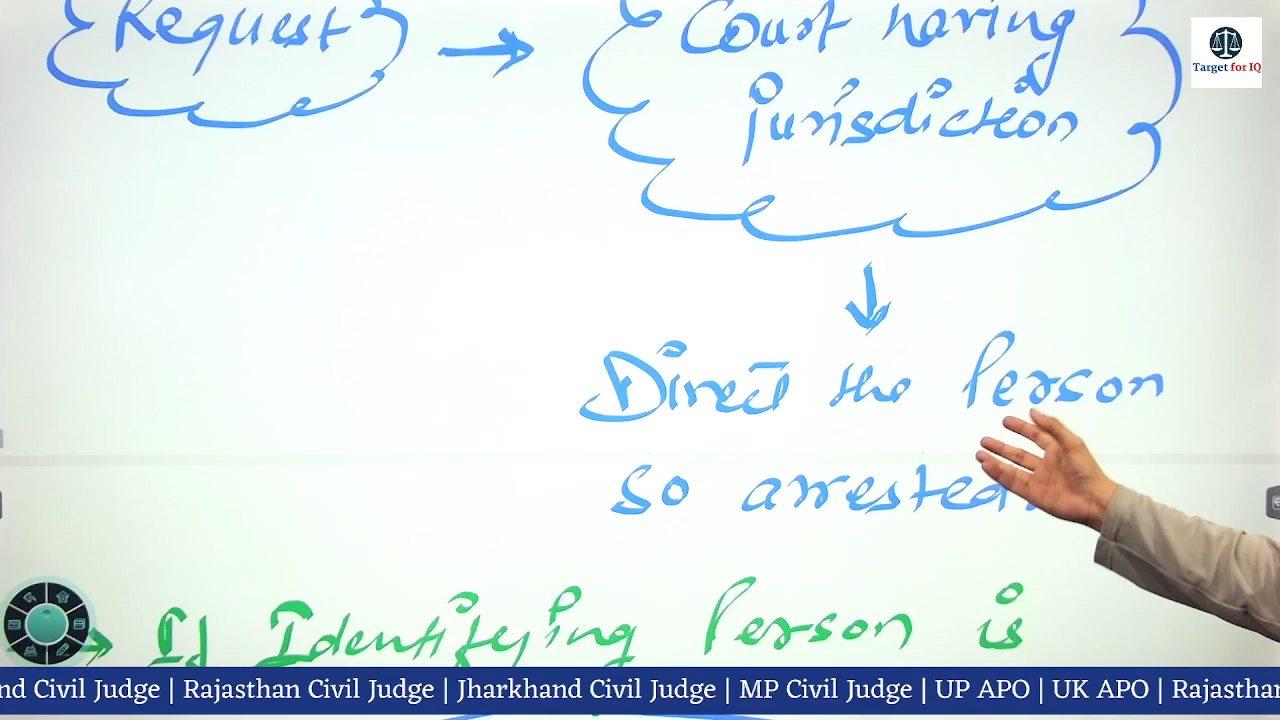 Request → Court having
jurisdiction
Target for IQ
↓
Direct the Person
so arrested.
→ If Identifying Person is
nd Civil Judge | Rajasthan Civil Judge | Jharkhand Civil Judge | MP Civil Judge | UP APO | UK APO | Rajasthan